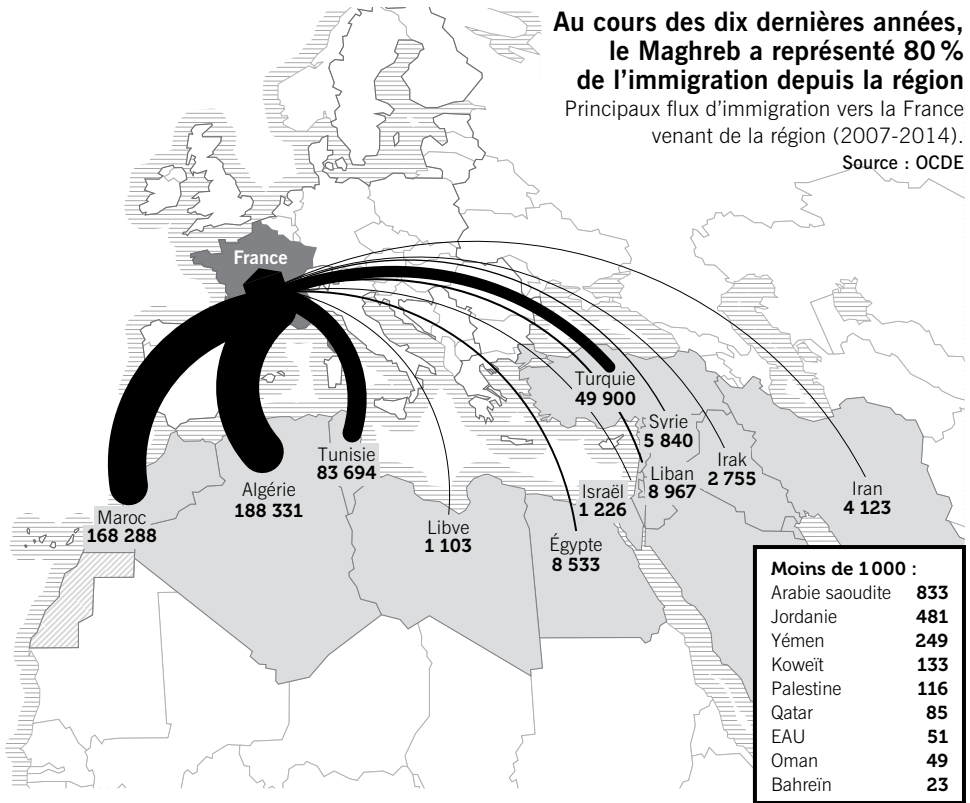 Au cours des dix dernières années,
le Maghreb a représenté 80 %
de l'immigration depuis la région
Principaux flux d'immigration vers la France
venant de la région (2007-2014).
Source : OCDE
France
Turquie
49 900
Syrie
5 840
Irak
2 755
Iran
4 123
Liban
8 967
Israël
1 226
Tunisie
83 694
Algérie
188 331
Maroc
168 288
Libve
1 103
Égypte
8 533
Moins de 1000 :
Arabie saoudite 833
Jordanie 481
Yémen 249
Koweït 133
Palestine 116
Qatar 85
EAU 51
Oman 49
Bahreïn 23